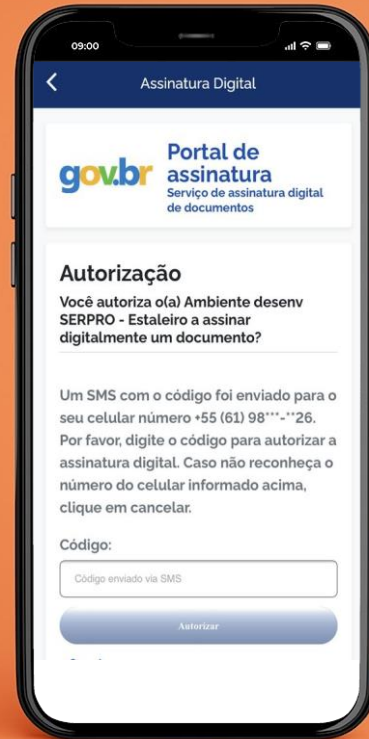 09:00
Assinatura Digital
gov.br
Portal de
assinatura
Serviço de assinatura digital
de documentos
Autorização
Você autoriza o(a) Ambiente desenv
SERPRO - Estaleiro a assinar
digitalmente um documento?
Um SMS com o código foi enviado para o
seu celular número +55 (61) 98***-**26.
Por favor, digite o código para autorizar a
assinatura digital. Caso não reconheça o
número do celular informado acima,
clique em cancelar.
Código:
Código enviado via SMS
Autorizar